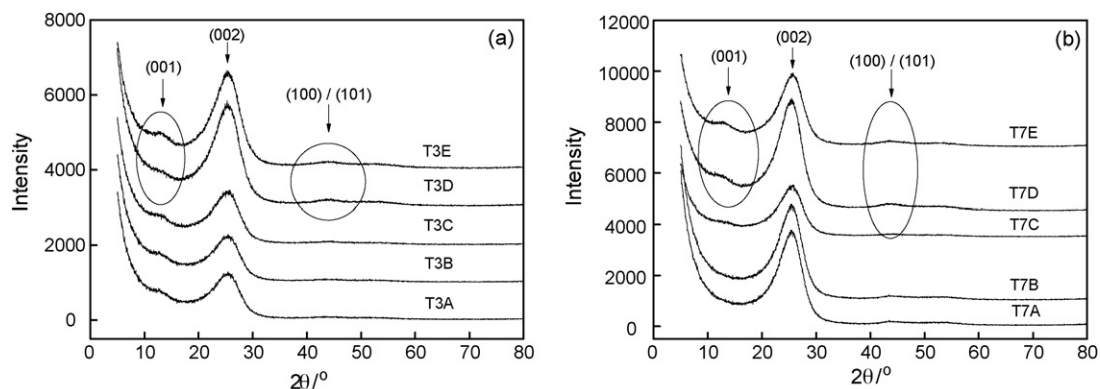 (a)
8000
6000
4000
2000
0
Intensity
(001)
(002)
(100) / (101)
T3E
T3D
T3C
T3B
T3A
0 10 20 30 40 50 60 70 80
2θ/°
(b)
12000
10000
8000
6000
4000
2000
0
Intensity
(001)
(002)
(100) / (101)
T7E
T7D
T7C
T7B
T7A
0 10 20 30 40 50 60 70 80
2θ/°